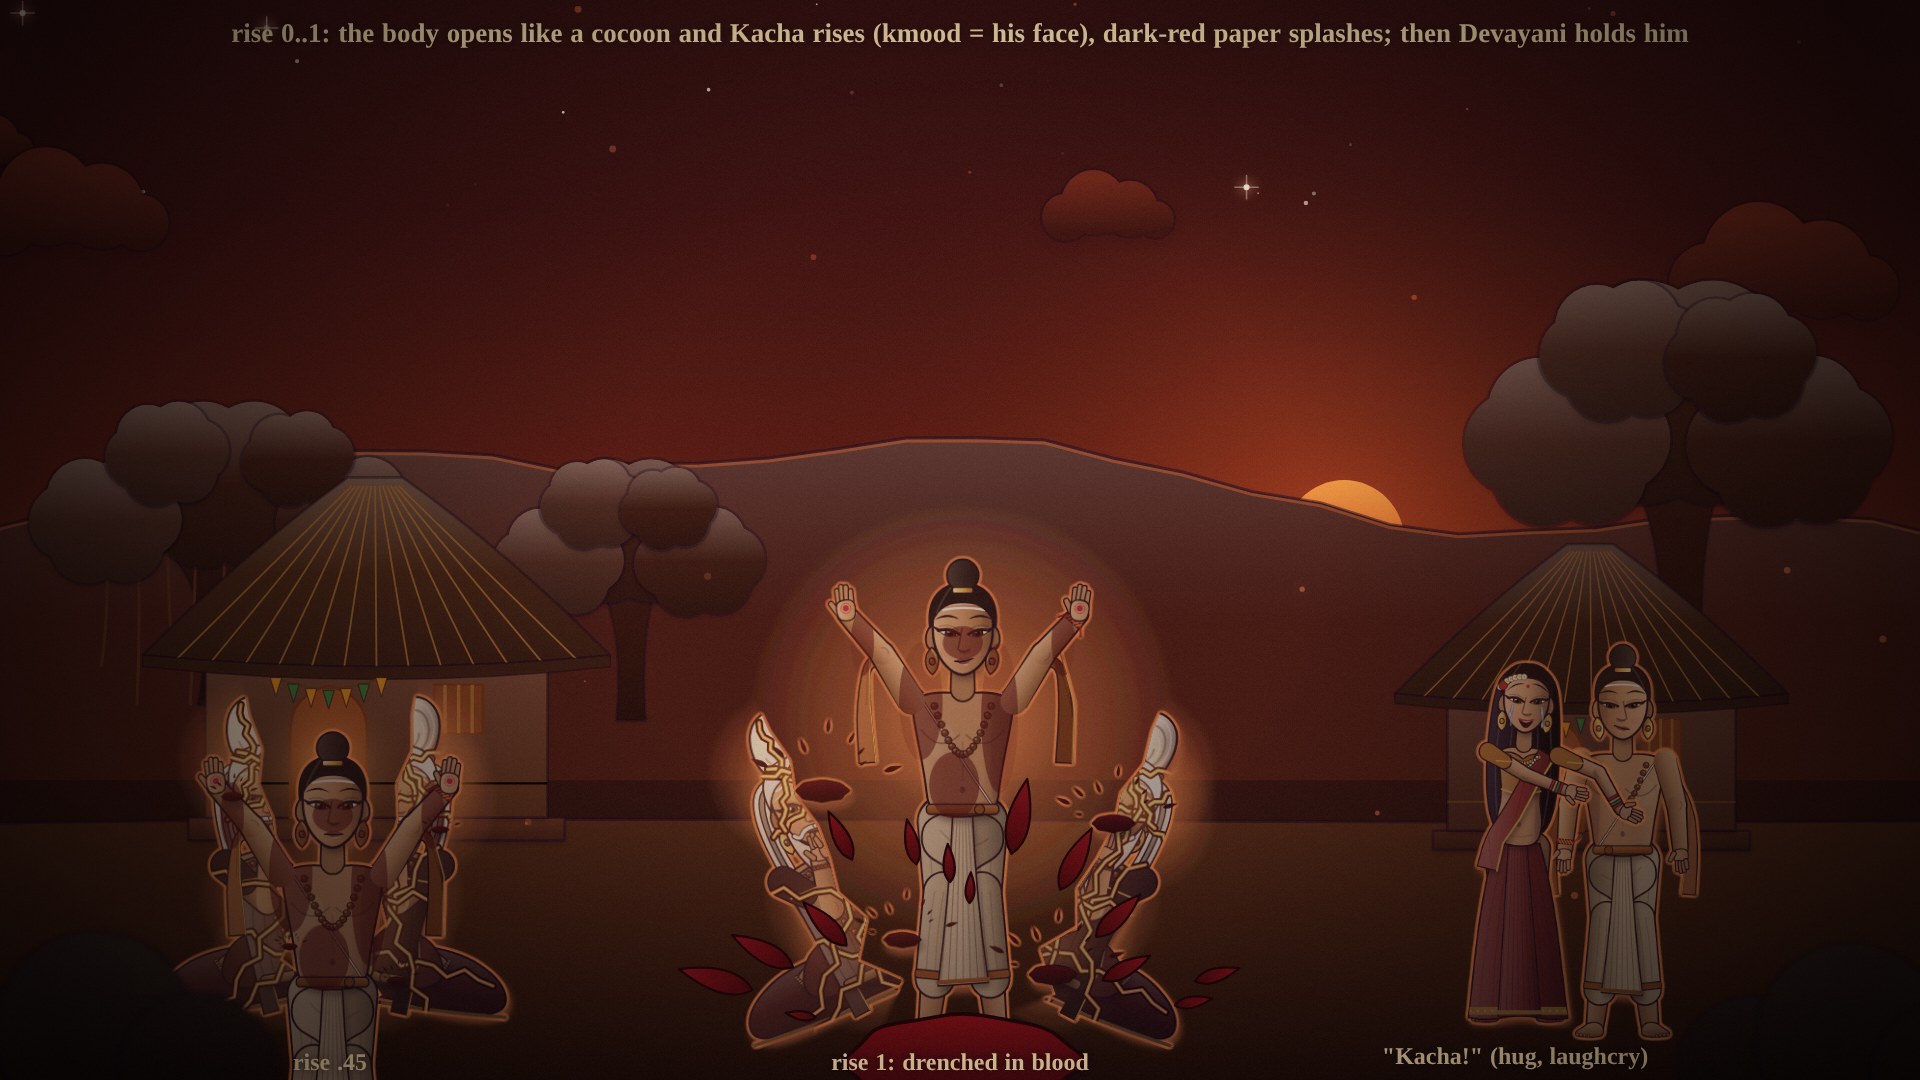 rise 0..1: the body opens like a cocoon and Kacha rises (kmood = his face), dark-red paper splashes; then Devayani holds him
rise .45
rise 1: drenched in blood
"Kacha!" (hug, laughcry)